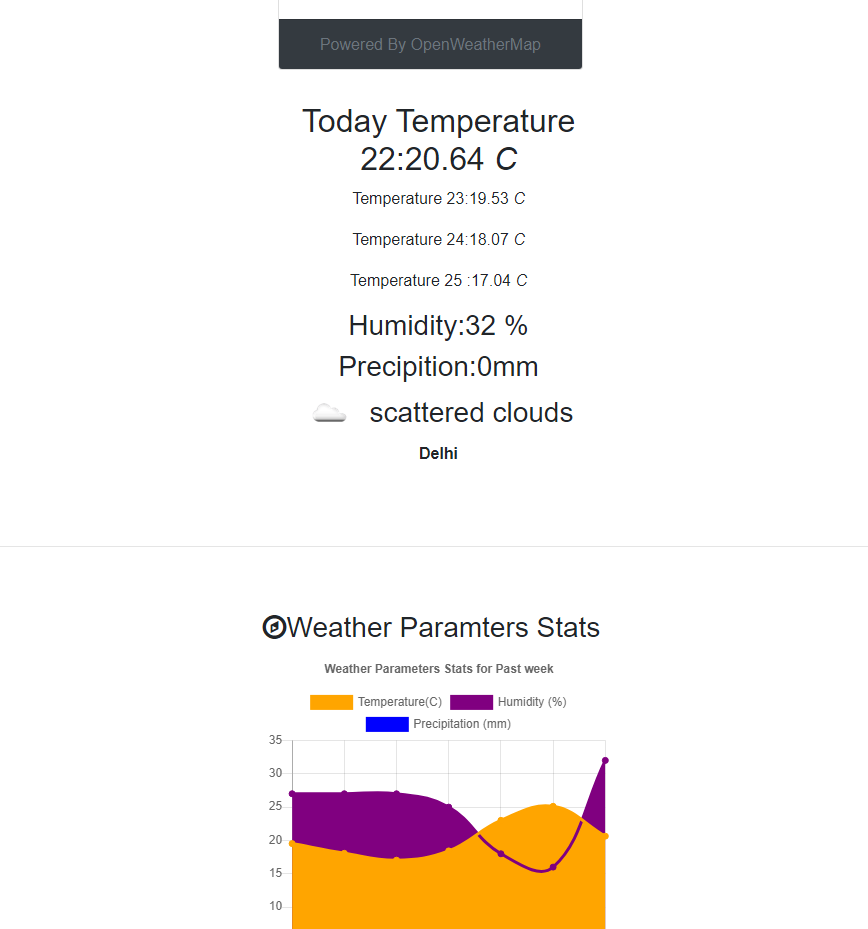 Powered By OpenWeatherMap
Today Temperature
22:20.64 C
Temperature 23:19.53 C
Temperature 24:18.07 C
Temperature 25 :17.04 C
Humidity:32 %
Precipition:0mm
scattered clouds
Delhi
Weather Paramters Stats
Weather Parameters Stats for Past week
Temperature(C) Humidity (%)
Precipitation (mm)
35
30
25
20
15
10